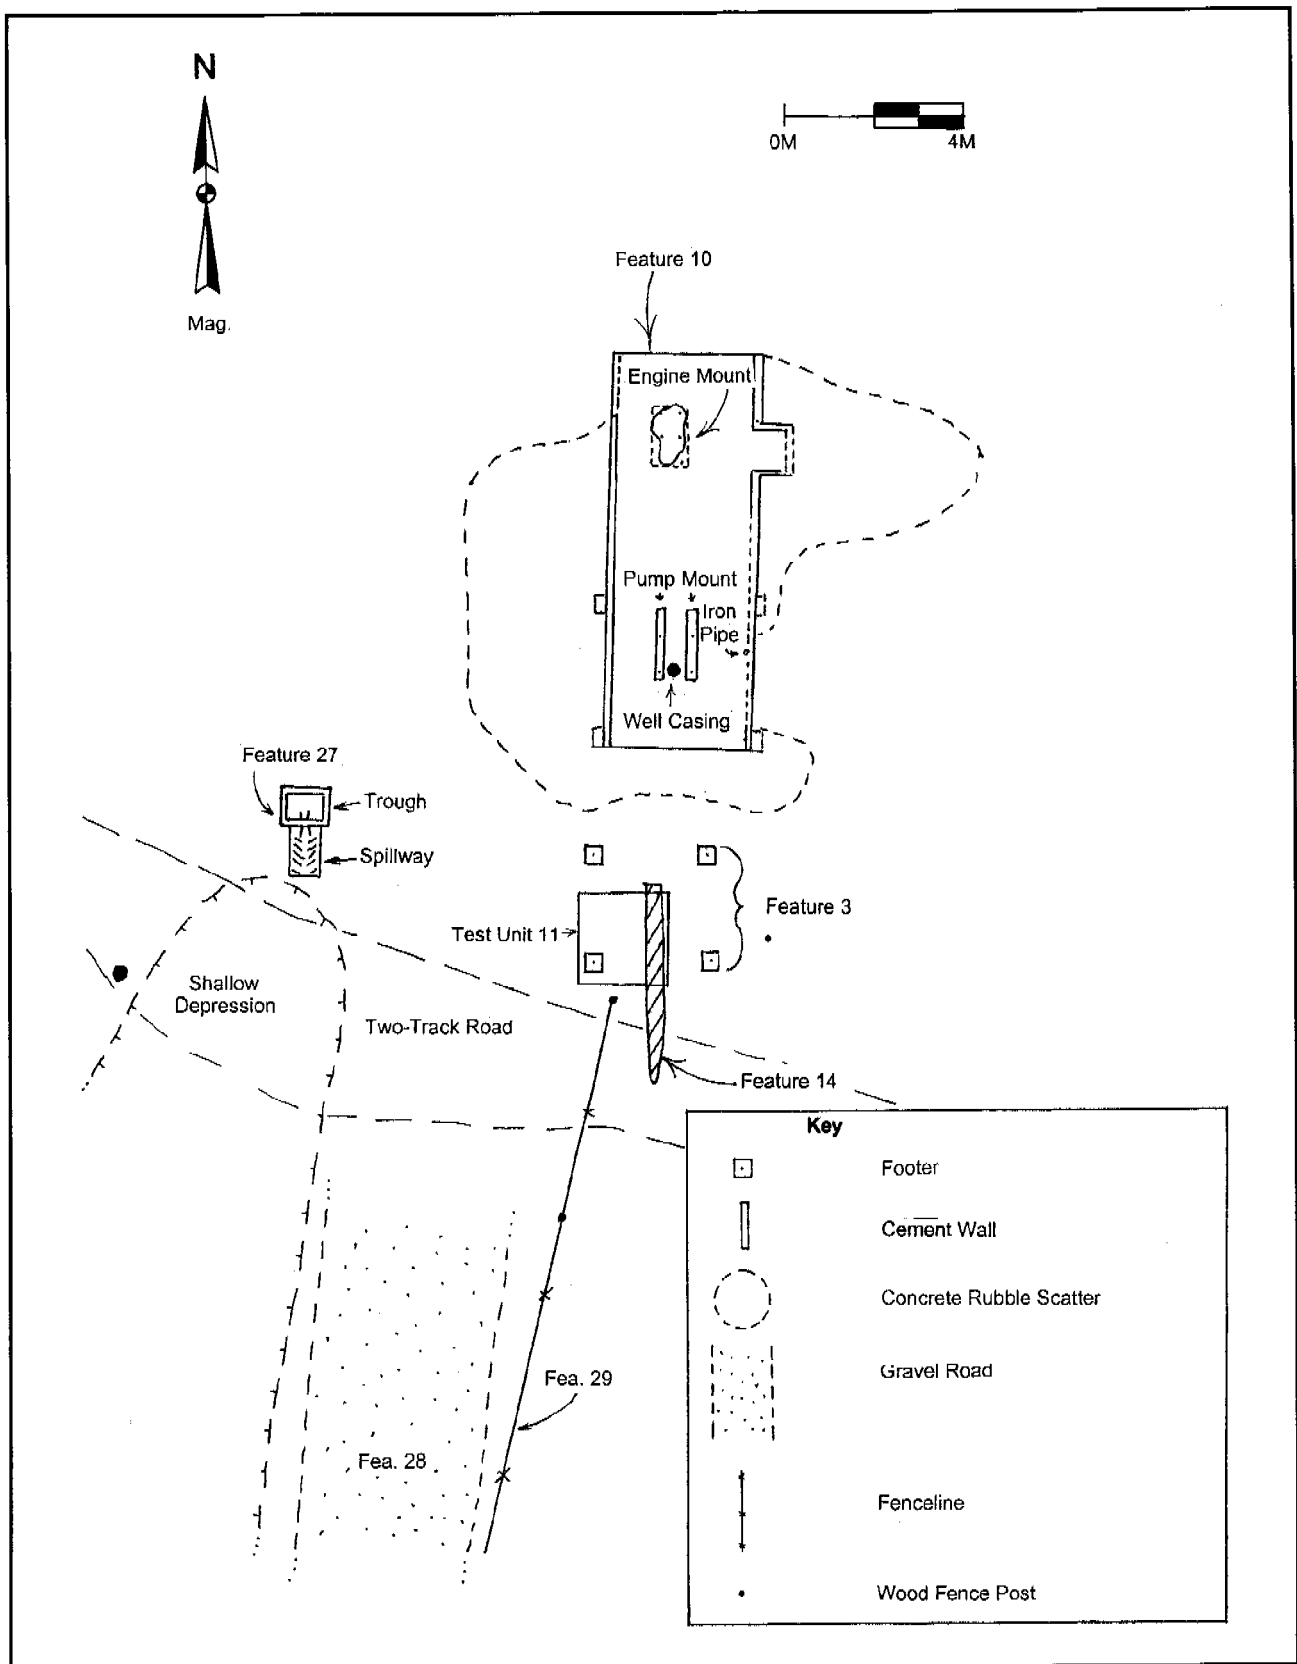 N
Mag.
0M
4M
Feature 10
Engine Mount
Pump Mount
Iron
Pipe
Well Casing
Feature 27
Trough
Spillway
Feature 3
Test Unit 11
Shallow
Depression
Two-Track Road
Feature 14
Fea. 29
Fea. 28
Key
Footer
Cement Wall
Concrete Rubble Scatter
Gravel Road
Fenceline
Wood Fence Post